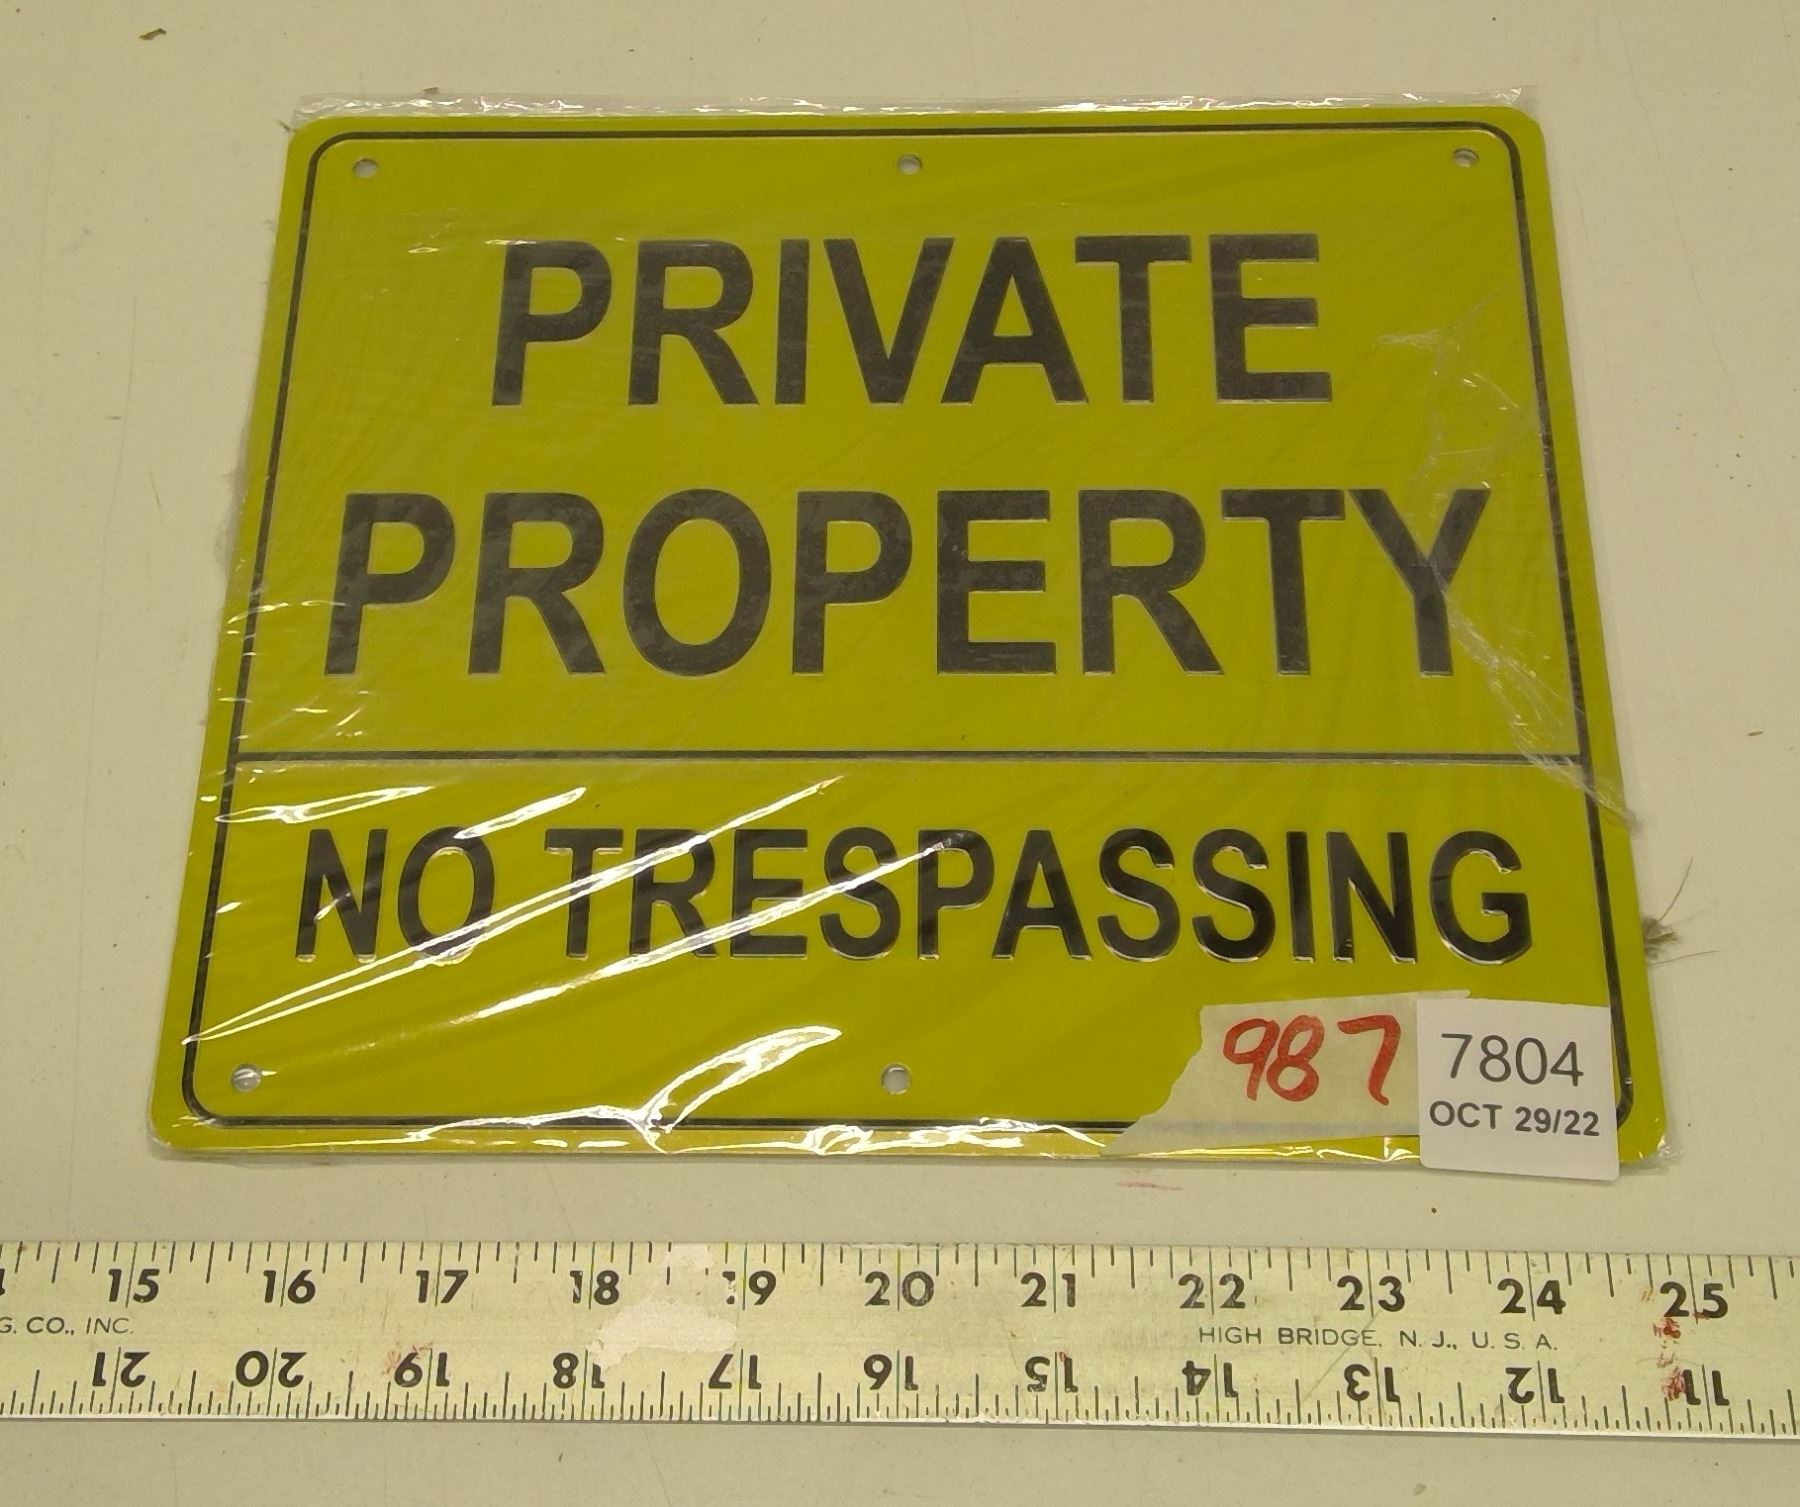 PRIVATE
PROPERTY
NO TRESPASSING
987
7804
OCT 29/22
15 16 17 18 19 20 21 22 23 24 25
G. CO., INC.
HIGH BRIDGE, N. J., U. S. A.
21 20 19 18 17 16 15 14 13 12 11